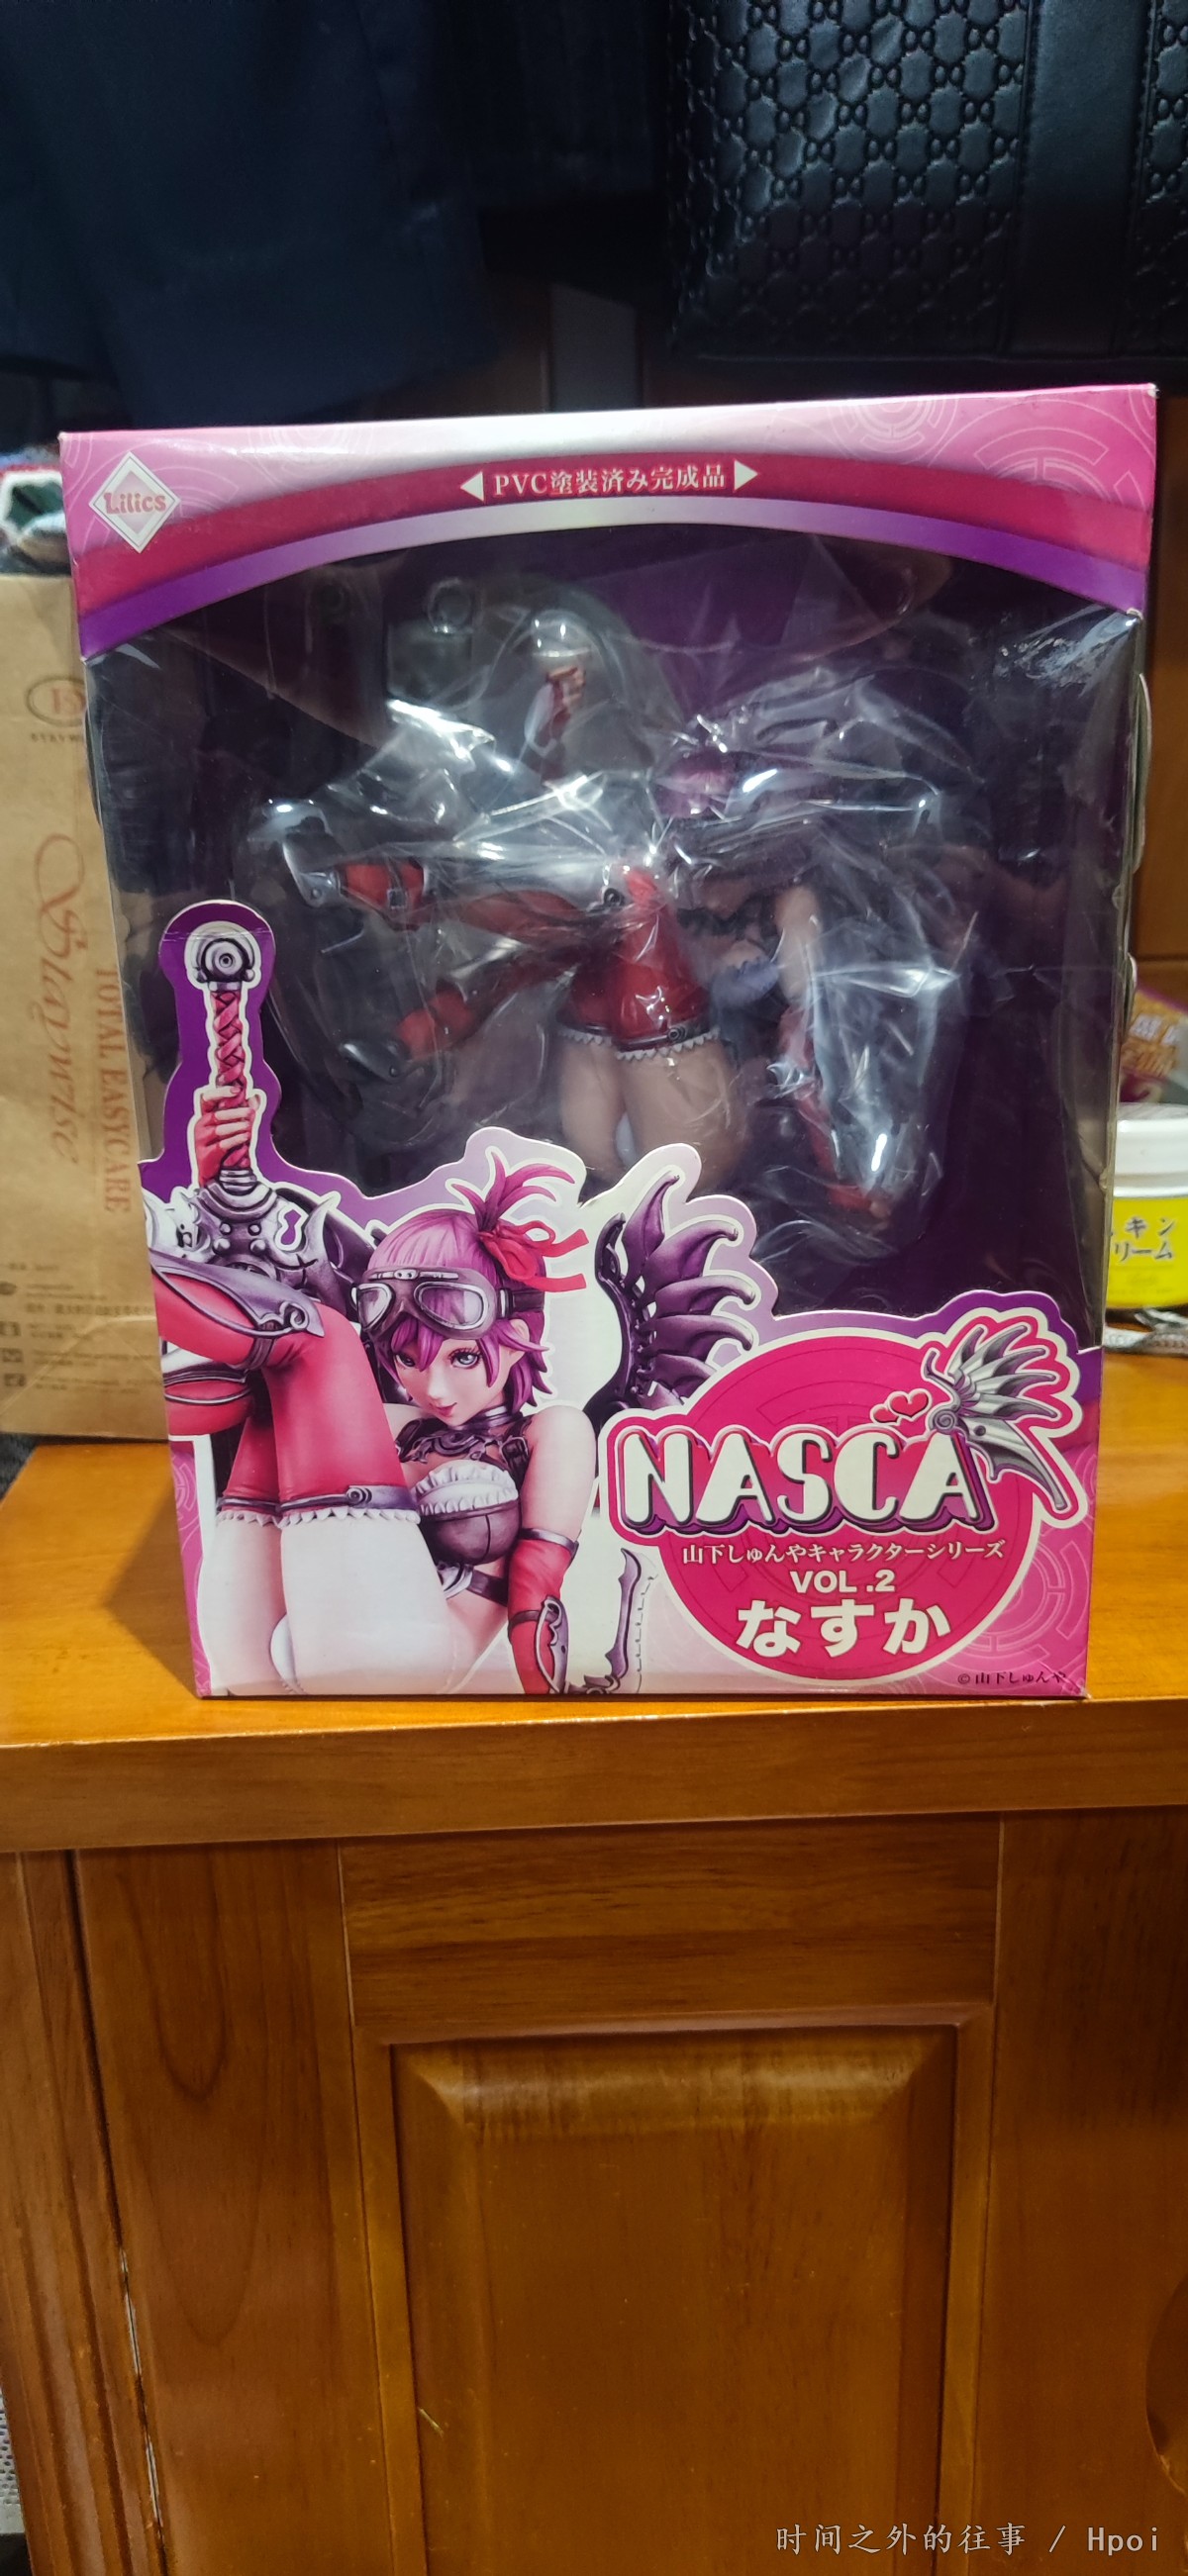 Lilics
PVC塗装済み完成品
TOTAL EASYCARE
キン
リーム
NASCA
山下しゅんやキャラクターシリーズ
VOL.2
なすか
© 山下しゅんや
时间之外的往事 / Hpoi